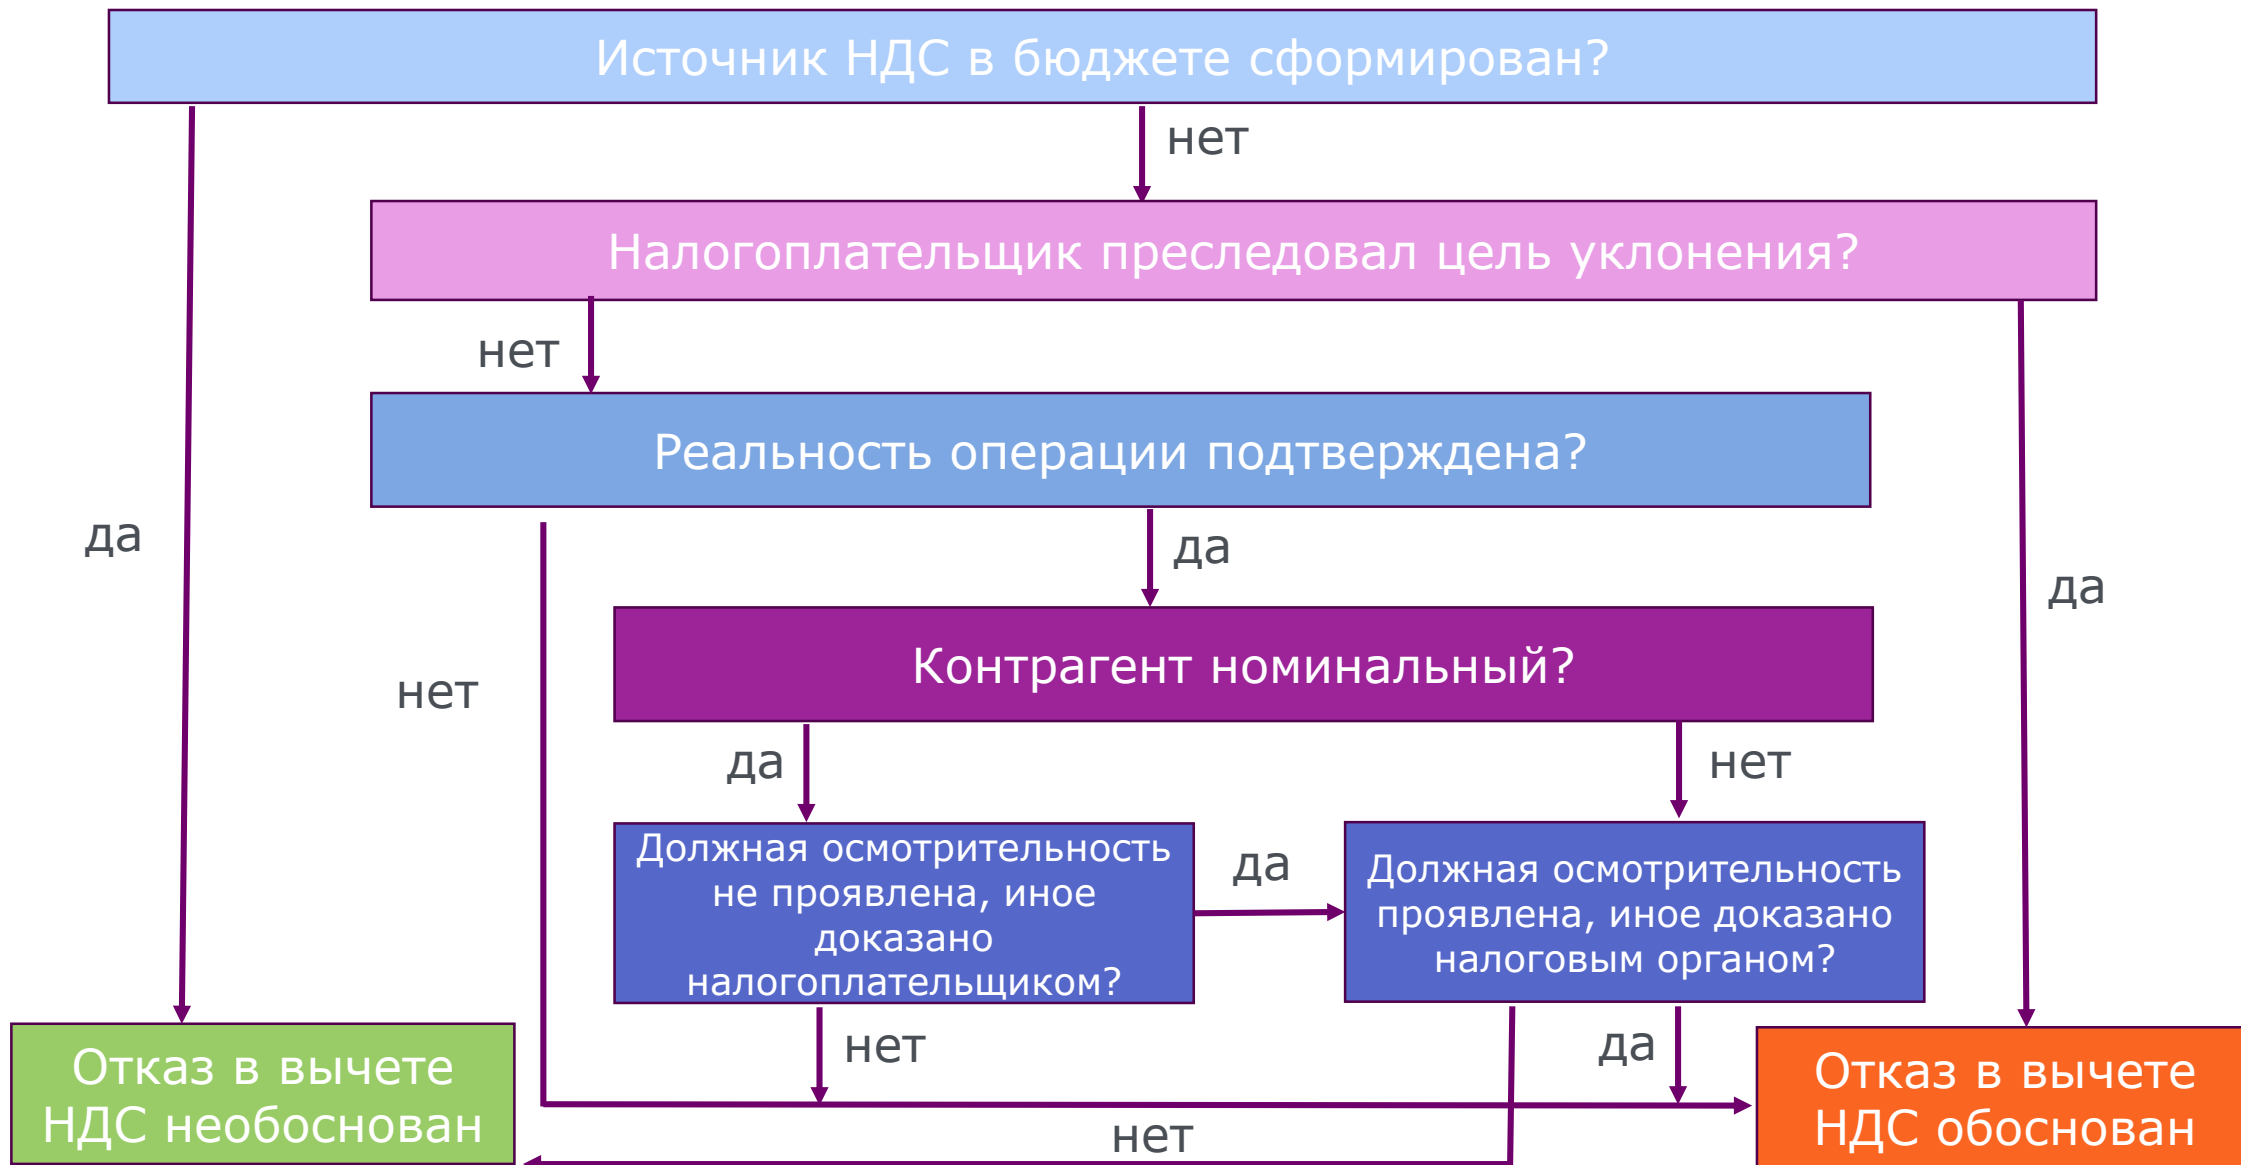 Источник НДС в бюджете сформирован?
нет
Налогоплательщик преследовал цель уклонения?
нет
Реальность операции подтверждена?
да
да
да
Контрагент номинальный?
нет
да
нет
Должная осмотрительность
не проявлена, иное
доказано
налогоплательщиком?
да
Должная осмотрительность
проявлена, иное доказано
налоговым органом?
нет
да
Отказ в вычете
НДС необоснован
нет
Отказ в вычете
НДС обоснован